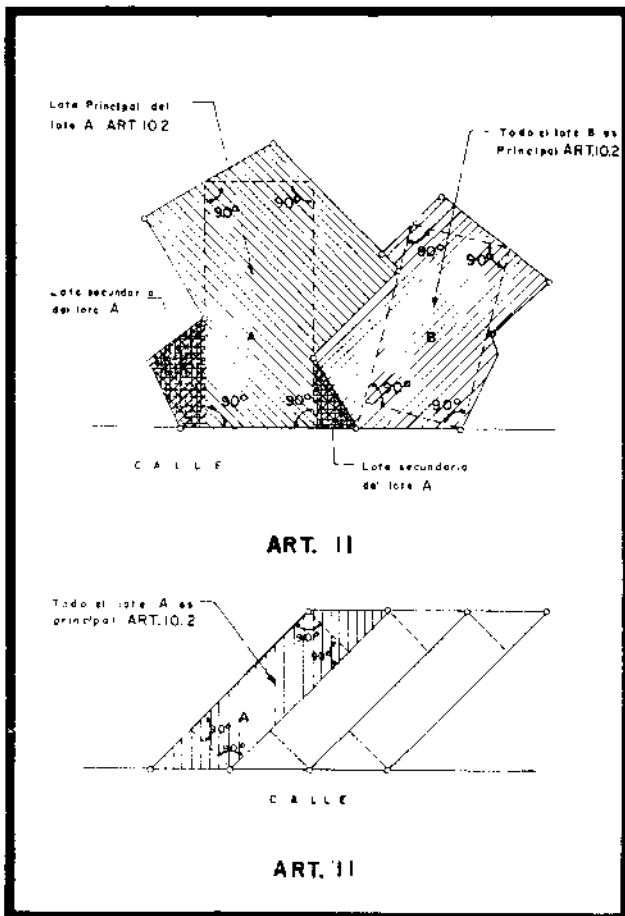 Lote Principal del
lote A ART.10.2
Todo el lote B es
Principal ART.10.2
90° 90°
90° 90°
Lote secundario
del lote A
A
B
90° 90°
90° 90°
CALLE
Lote secundario
del lote A
ART. 11
Todo el lote A es
principal ART.10.2
90°
90°
A
90°
90°
CALLE
ART. 11